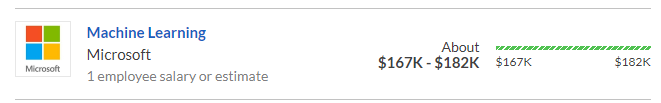 Microsoft
Machine Learning
Microsoft
1 employee salary or estimate
About
$167K - $182K
$167K $182K